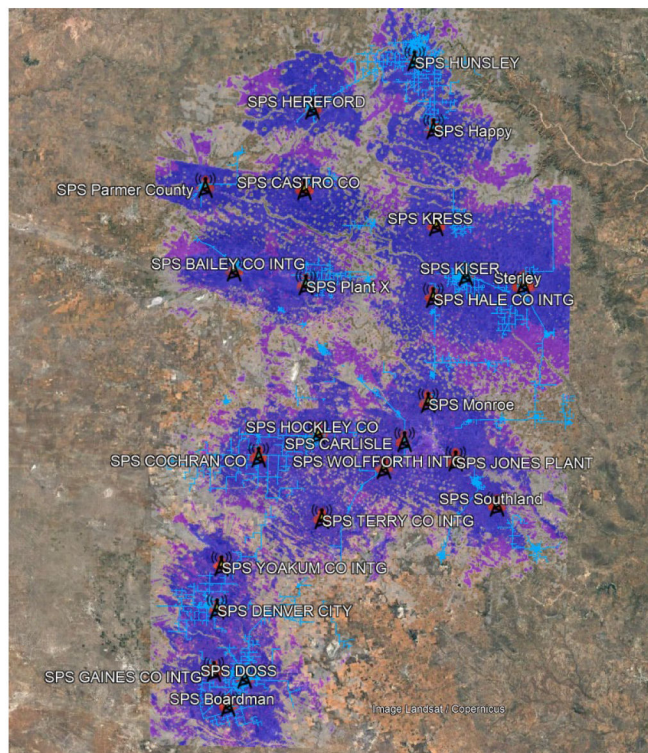 SPS HUNSLEY
SPS HEREFORD
SPS Happy
SPS Parmer County
SPS CASTRO CO
SPS KRESS
SPS BAILEY CO INTG
SPS KISER
Sterley
SPS Plant X
SPS HALE CO INTG
SPS Monroe
SPS HOCKLEY CO
SPS CARLISLE
SPS COCHRAN CO
SPS WOLFFORTH INTG
SPS JONES PLANT
SPS Southland
SPS TERRY CO INTG
SPS YOAKUM CO INTG
SPS DENVER CITY
SPS GAINES CO INTG
SPS DOSS
SPS Boardman
Image Landsat / Copernicus